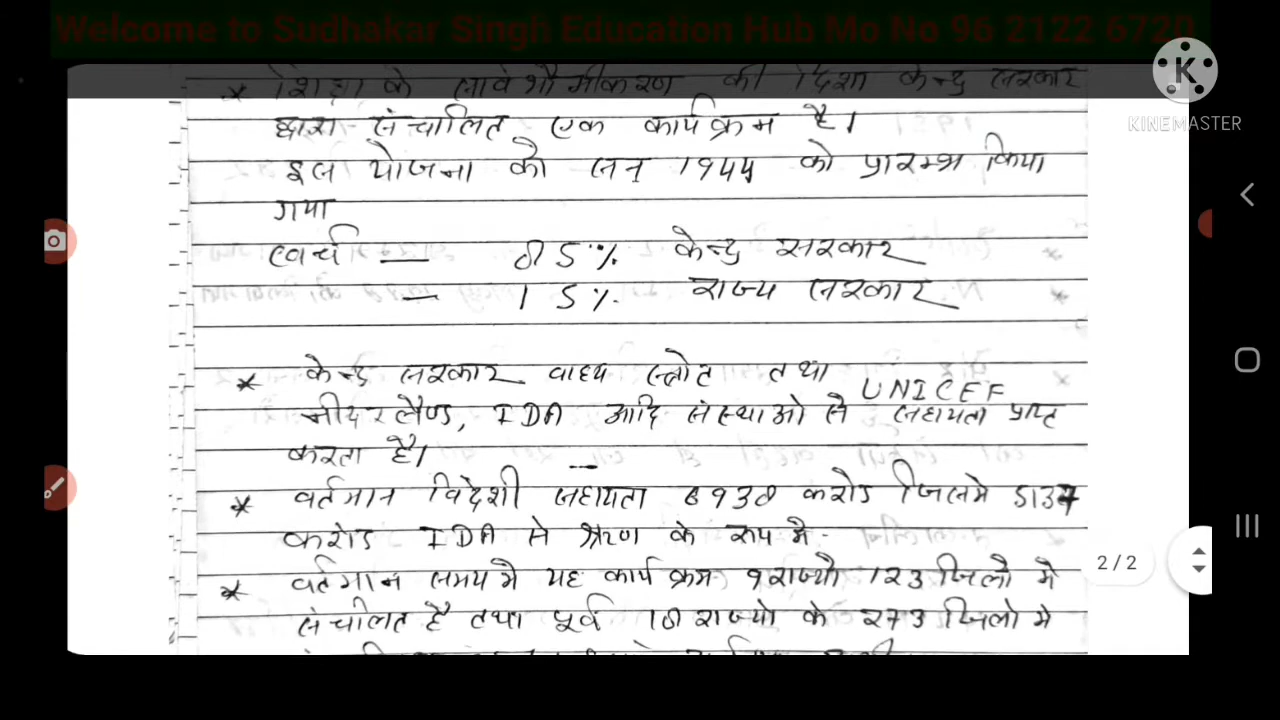 Welcome to Sudhakar Singh Education Hub Mo No 96 2122 6720
K
KINEMASTER
* शिक्षा के सार्वभौमीकरण की दिशा केन्द्र सरकार
द्वारा संचालित एक कार्यक्रम है।
इस योजना को सन् 1994 को प्रारम्भ किया
गया
खर्च — 85% केन्द्र सरकार
— 15% राज्य सरकार
* केन्द्र सरकार वाह्य स्त्रोत तथा UNICEF
नीदरलैण्ड, IDA आदि संस्थाओ से सहायता प्राप्त
करता है।
* वर्तमान विदेशी सहायता 6938 करोड जिसमे 5137
करोड IDA से श्रृण के रूप मे
* वर्तमान समय मे यह कार्य क्रम 9 राज्यो 123 जिलो मे
संचालित है तथा पूर्व 18 राज्यो के 273 जिलो मे
2/2